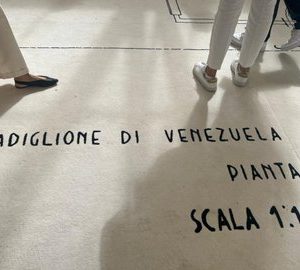 ADIGLIONE DI VENEZUELA
PIANTA
SCALA 1:1